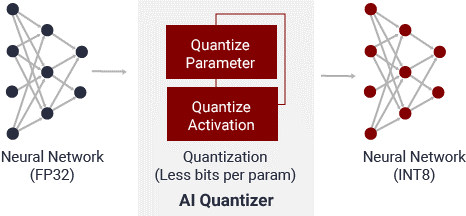 Quantize
Parameter
Quantize
Activation
Neural Network
(FP32)
Quantization
(Less bits per param)
AI Quantizer
Neural Network
(INT8)